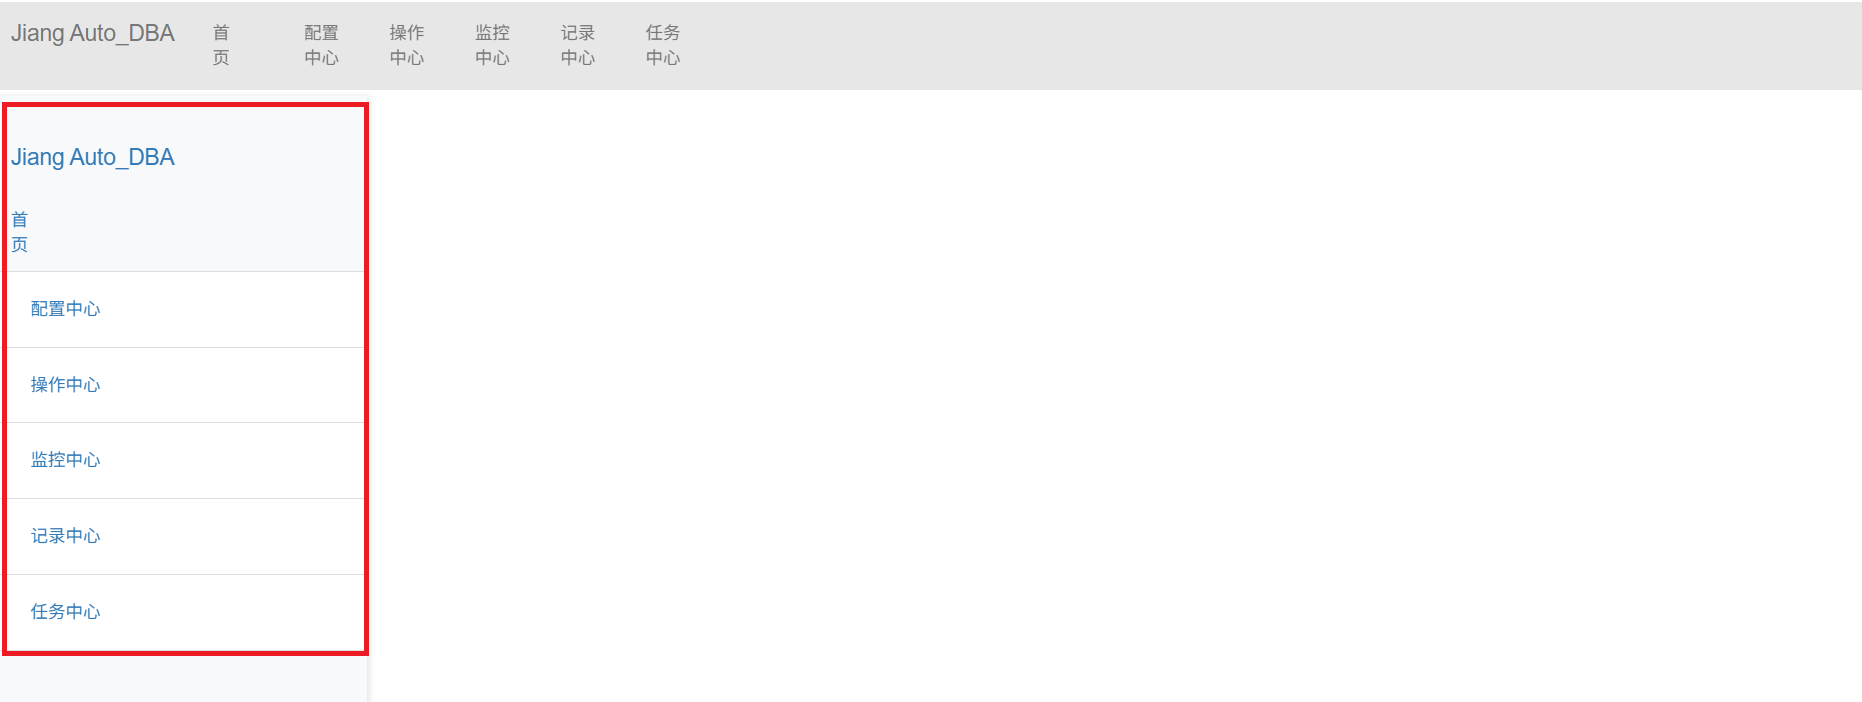 Jiang Auto_DBA 首 配置 操作 监控 记录 任务
页 中心 中心 中心 中心 中心
Jiang Auto_DBA
首
页
配置中心
操作中心
监控中心
记录中心
任务中心